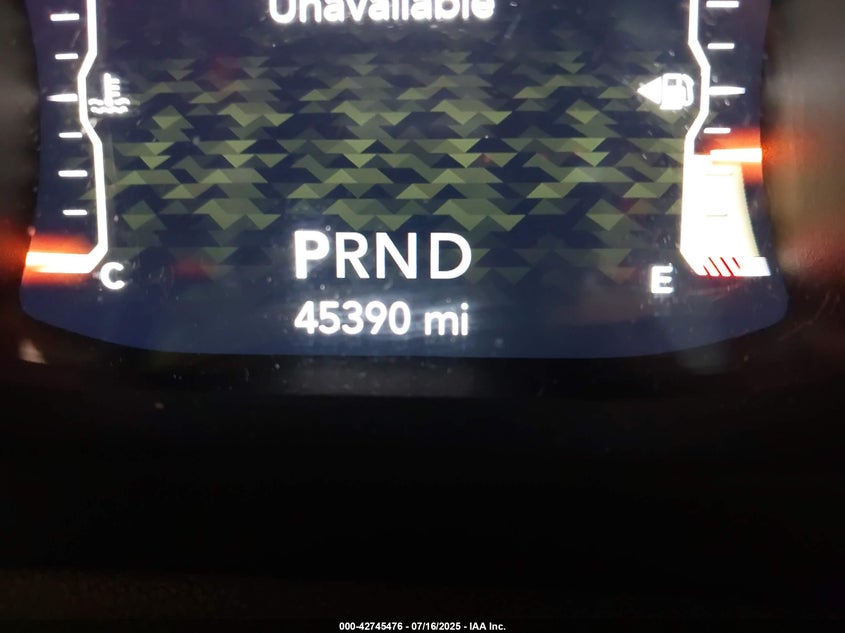 Unavailable
PRND
C
E
45390 mi
000-42745476 - 07/16/2025 - IAA Inc.